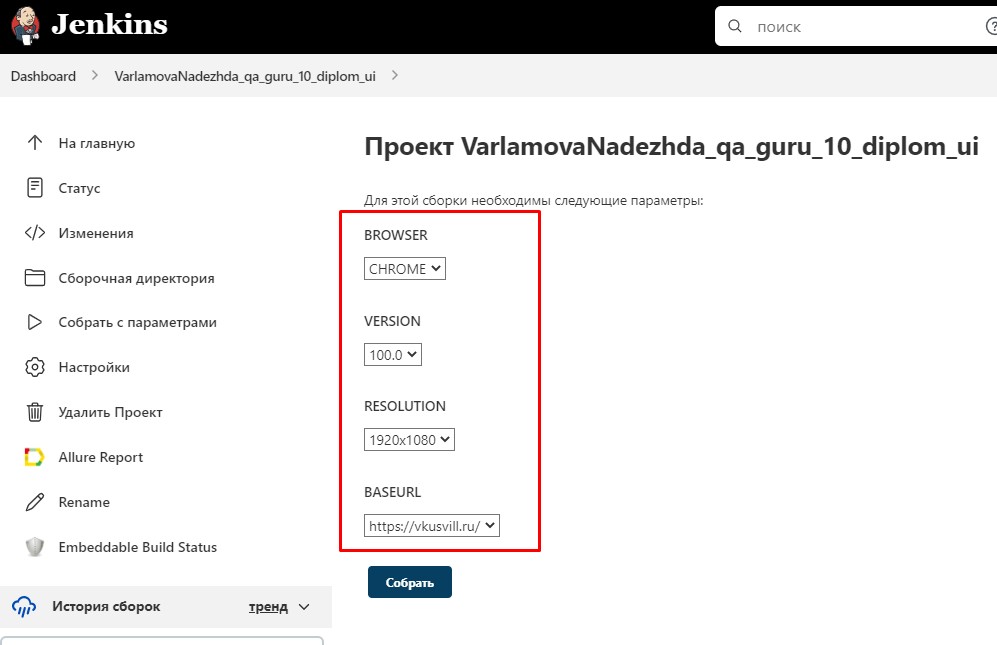 Jenkins
поиск
Dashboard > VarlamovaNadezhda_qa_guru_10_diplom_ui >
На главную
Статус
Изменения
Сборочная директория
Собрать с параметрами
Настройки
Удалить Проект
Allure Report
Rename
Embeddable Build Status
История сборок тренд
Проект VarlamovaNadezhda_qa_guru_10_diplom_ui
Для этой сборки необходимы следующие параметры:
BROWSER
CHROME
VERSION
100.0
RESOLUTION
1920x1080
BASEURL
https://vkusvill.ru/
Собрать